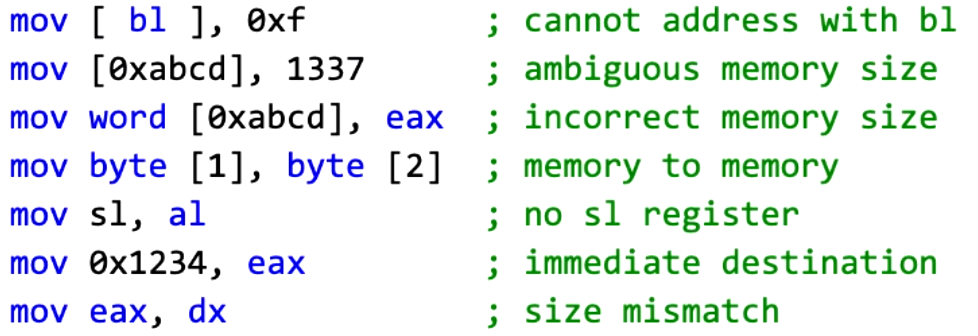 mov [ bl ], 0xf ; cannot address with bl
mov [0xabcd], 1337 ; ambiguous memory size
mov word [0xabcd], eax ; incorrect memory size
mov byte [1], byte [2] ; memory to memory
mov sl, al ; no sl register
mov 0x1234, eax ; immediate destination
mov eax, dx ; size mismatch